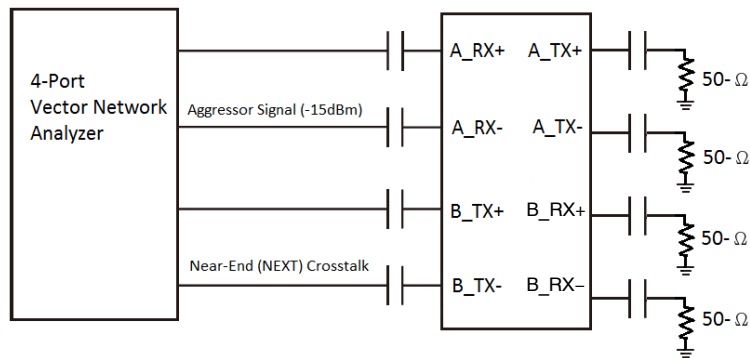 4-Port
Vector Network
Analyzer
Aggressor Signal (-15dBm)
Near-End (NEXT) Crosstalk
A_RX+ A_TX+
A_RX- A_TX-
B_TX+ B_RX+
B_TX- B_RX−
50- Ω
50- Ω
50- Ω
50- Ω